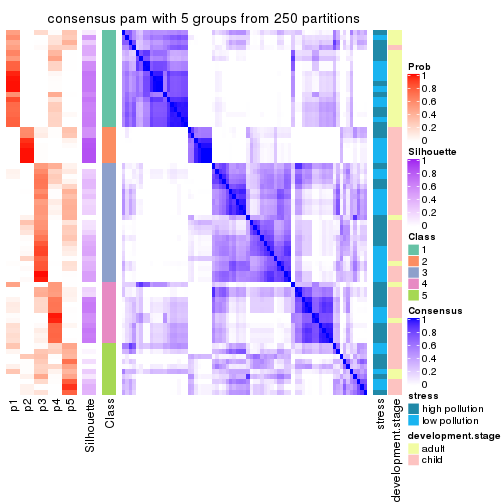 consensus pam with 5 groups from 250 partitions
Prob
1
0.8
0.6
0.4
0.2
0
Silhouette
1
0.8
0.6
0.4
0.2
0
Class
1
2
3
4
5
Consensus
1
0.8
0.6
0.4
0.2
0
stress
high pollution
low pollution
development.stage
adult
child
p1
p2
p3
p4
p5
Silhouette
Class
stress
development.stage